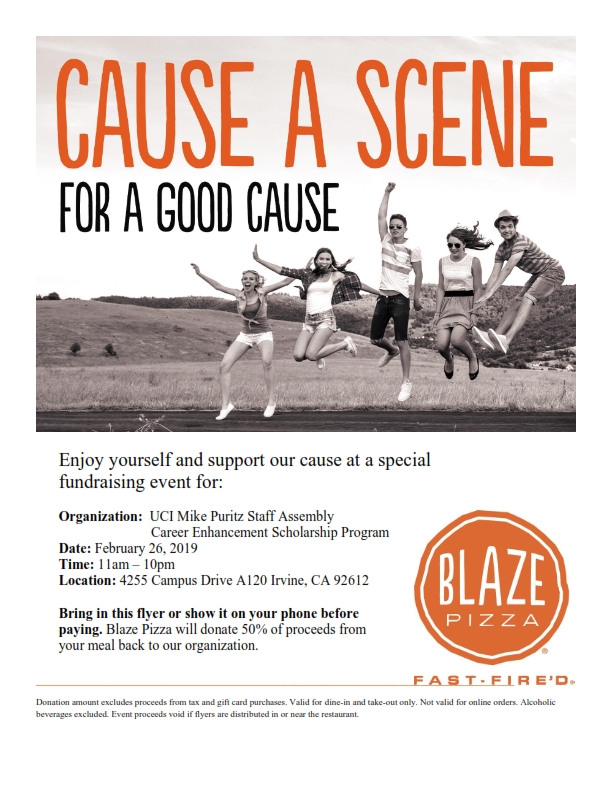 CAUSE A SCENE
FOR A GOOD CAUSE
Enjoy yourself and support our cause at a special
fundraising event for:
Organization: UCI Mike Puritz Staff Assembly
Career Enhancement Scholarship Program
Date: February 26, 2019
Time: 11am – 10pm
Location: 4255 Campus Drive A120 Irvine, CA 92612
Bring in this flyer or show it on your phone before
paying. Blaze Pizza will donate 50% of proceeds from
your meal back to our organization.
BLAZE
PIZZA
®
FAST-FIRE'D®
Donation amount excludes proceeds from tax and gift card purchases. Valid for dine-in and take-out only. Not valid for online orders. Alcoholic
beverages excluded. Event proceeds void if flyers are distributed in or near the restaurant.